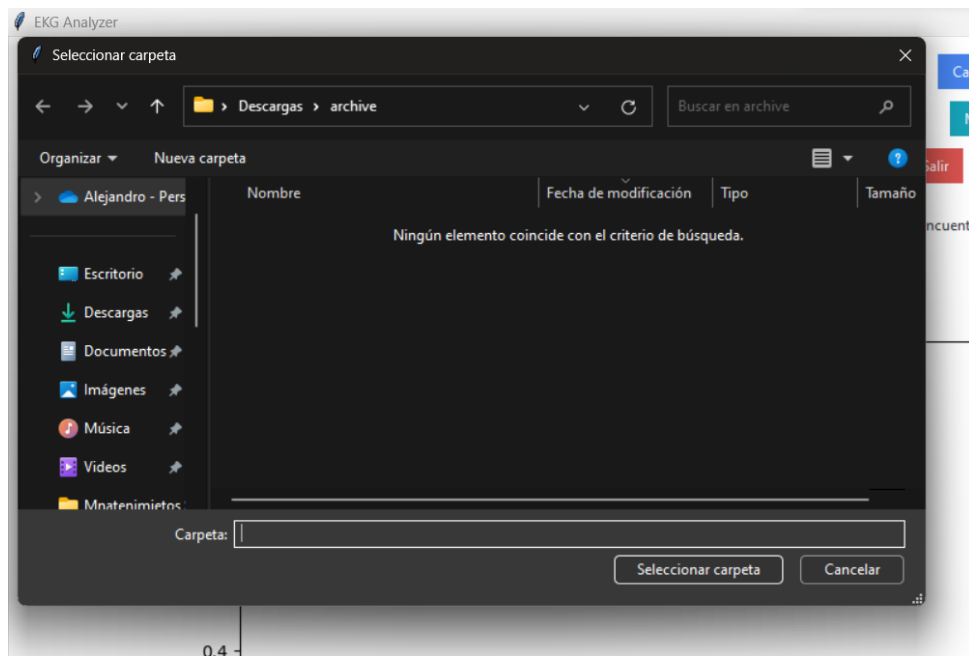 EKG Analyzer
Seleccionar carpeta
Descargas > archive
Buscar en archive
Organizar
Nueva carpeta
Alejandro - Pers
Nombre
Fecha de modificación
Tipo
Tamaño
Ningún elemento coincide con el criterio de búsqueda.
Escritorio
Descargas
Documentos
Imágenes
Música
Videos
Mnatenimietos
Carpeta:
Seleccionar carpeta
Cancelar
Ca
M
Salir
ncuent
0.4